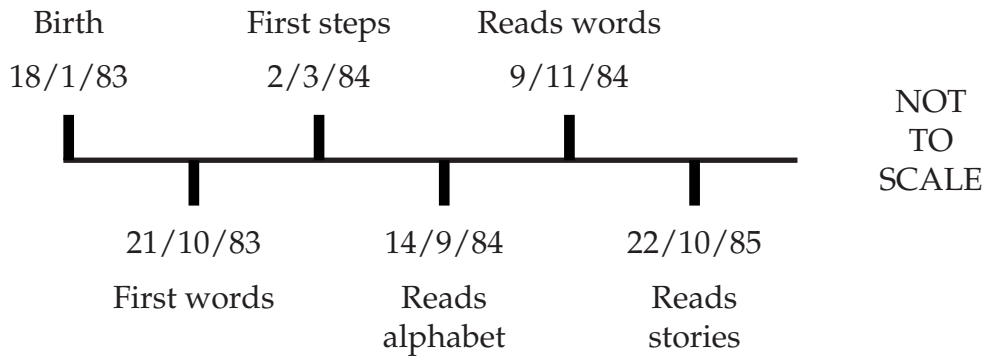 Birth First steps Reads words
18/1/83 2/3/84 9/11/84
NOT
TO
SCALE
21/10/83 14/9/84 22/10/85
First words Reads Reads
alphabet stories